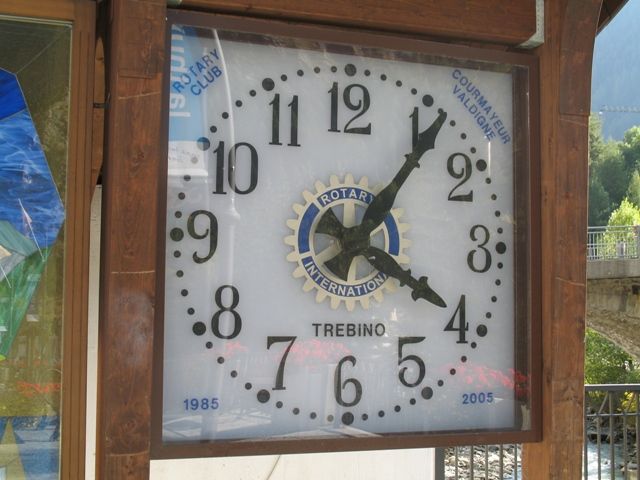 ROTARY
CLUB
COURMAYEUR
VALDIGNE
12
11
1
10
2
9
3
8
4
7
5
6
ROTARY
INTERNATIONAL
TREBINO
1985
2005